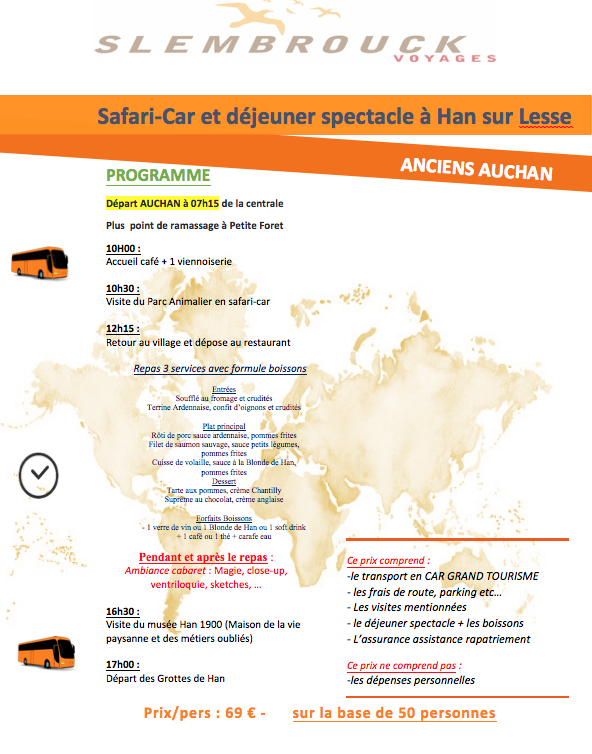 SLEMBROUCK
VOYAGES
Safari-Car et déjeuner spectacle à Han sur Lesse
ANCIENS AUCHAN
PROGRAMME
Départ AUCHAN à 07h15 de la centrale
Plus point de ramassage à Petite Foret
10H00 :
Accueil café + 1 viennoiserie
10h30 :
Visite du Parc Animalier en safari-car
12h15 :
Retour au village et dépose au restaurant
Repas 3 services avec formule boissons
Entrées
Soufflé au fromage et crudités
Terrine Ardennaise, confit d'oignons et crudités
Plat principal
Rôti de porc sauce ardennaise, pommes frites
Filet de saumon sauvage, sauce petits légumes,
pommes frites
Cuisse de volaille, sauce à la Blonde de Han,
pommes frites
Dessert
Tarte aux pommes, crème Chantilly
Suprême au chocolat, crème anglaise
Forfaits Boissons
- 1 verre de vin ou 1 Blonde de Han ou 1 soft drink
+ 1 café ou 1 thé + carafe eau
Pendant et après le repas :
Ambiance cabaret : Magie, close-up,
ventriloquie, sketches, ...
16h30 :
Visite du musée Han 1900 (Maison de la vie
paysanne et des métiers oubliés)
17h00 :
Départ des Grottes de Han
Ce prix comprend :
-le transport en CAR GRAND TOURISME
- les frais de route, parking etc...
- Les visites mentionnées
- le déjeuner spectacle + les boissons
- L'assurance assistance rapatriement
Ce prix ne comprend pas :
-les dépenses personnelles
Prix/pers : 69 € - sur la base de 50 personnes